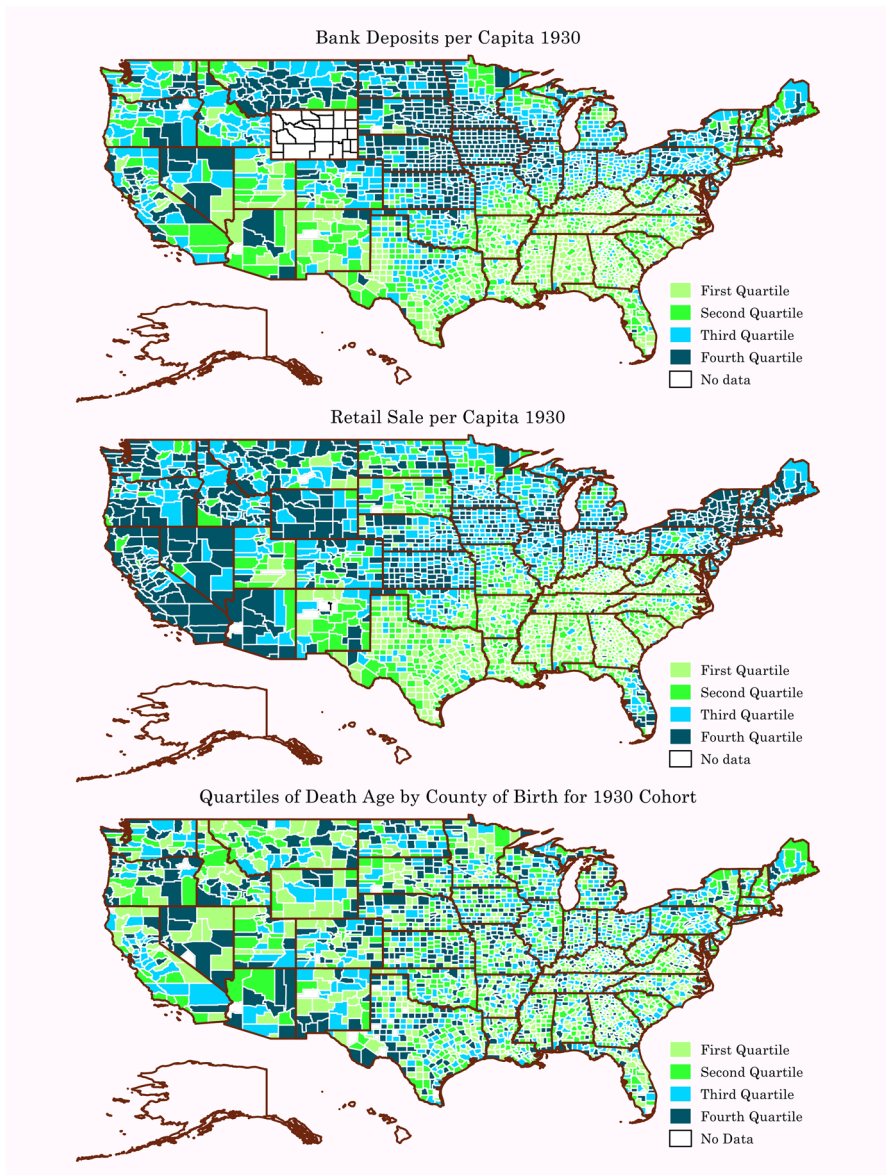 Bank Deposits per Capita 1930
First Quartile
Second Quartile
Third Quartile
Fourth Quartile
No data
Retail Sale per Capita 1930
First Quartile
Second Quartile
Third Quartile
Fourth Quartile
No data
Quartiles of Death Age by County of Birth for 1930 Cohort
First Quartile
Second Quartile
Third Quartile
Fourth Quartile
No Data